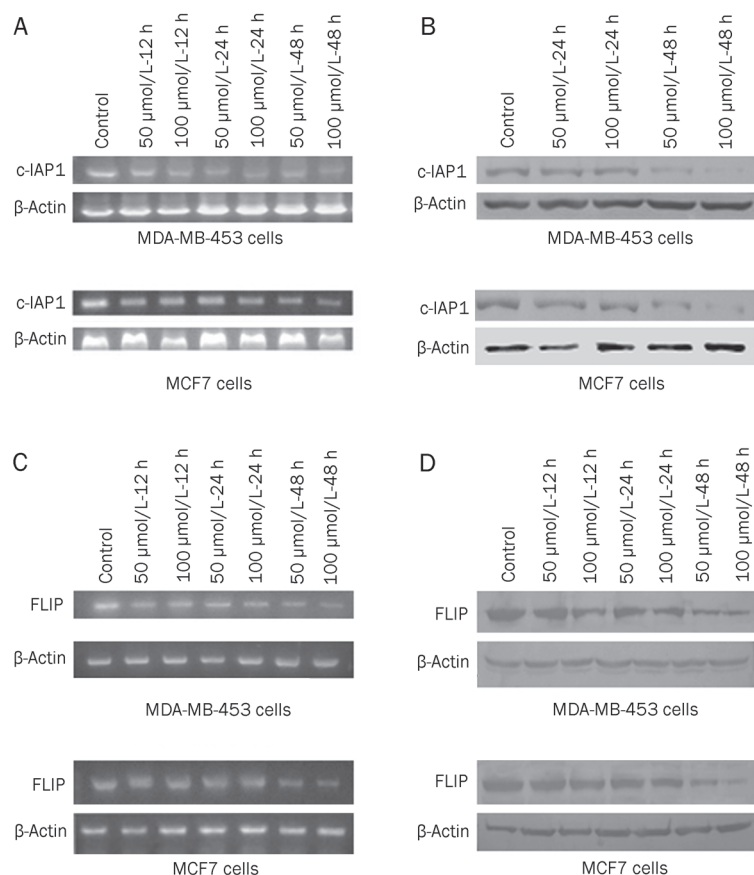 A
Control
50 µmol/L-12 h
100 µmol/L-12 h
50 µmol/L-24 h
100 µmol/L-24 h
50 µmol/L-48 h
100 µmol/L-48 h
c-IAP1
β-Actin
MDA-MB-453 cells
c-IAP1
β-Actin
MCF7 cells
B
Control
50 µmol/L-24 h
100 µmol/L-24 h
50 µmol/L-48 h
100 µmol/L-48 h
c-IAP1
β-Actin
MDA-MB-453 cells
c-IAP1
β-Actin
MCF7 cells
C
Control
50 µmol/L-12 h
100 µmol/L-12 h
50 µmol/L-24 h
100 µmol/L-24 h
50 µmol/L-48 h
100 µmol/L-48 h
FLIP
β-Actin
MDA-MB-453 cells
FLIP
β-Actin
MCF7 cells
D
Control
50 µmol/L-12 h
100 µmol/L-12 h
50 µmol/L-24 h
100 µmol/L-24 h
50 µmol/L-48 h
100 µmol/L-48 h
FLIP
β-Actin
MDA-MB-453 cells
FLIP
β-Actin
MCF7 cells